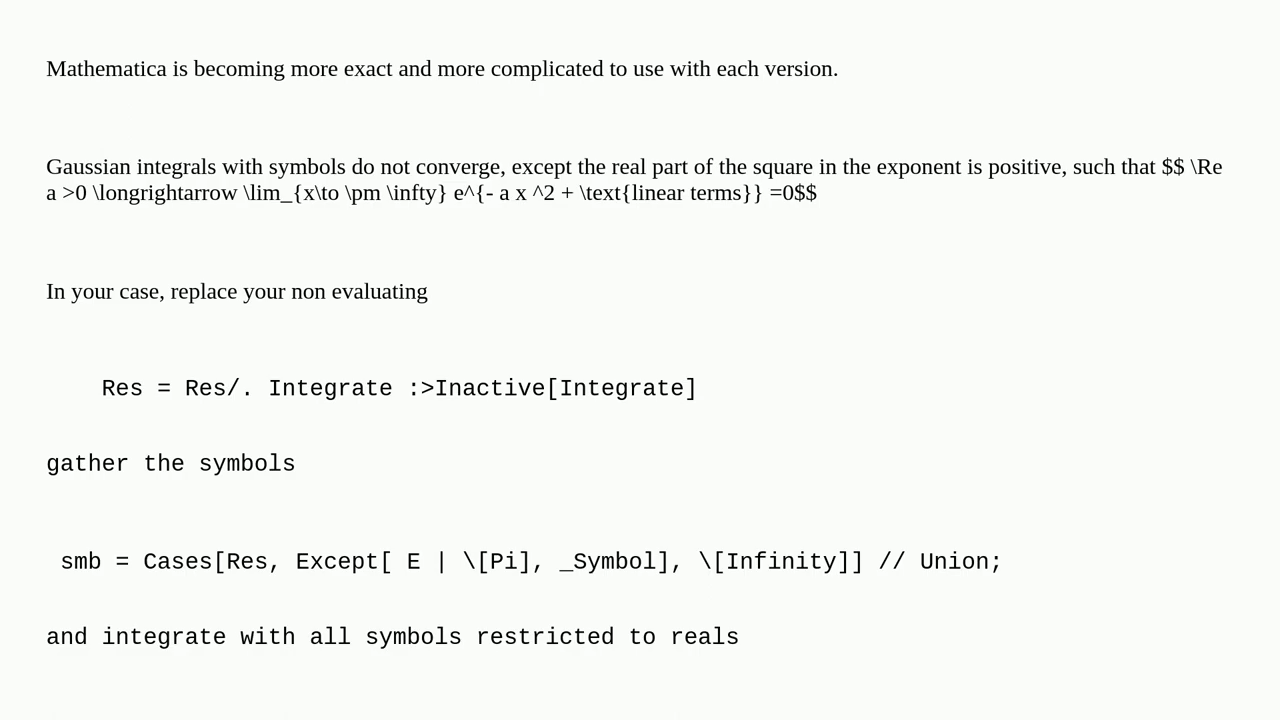 Mathematica is becoming more exact and more complicated to use with each version.
Gaussian integrals with symbols do not converge, except the real part of the square in the exponent is positive, such that $$ \Re
a >0 \longrightarrow \lim_{x\to \pm \infty} e^{- a x ^2 + \text{linear terms}} =0$$
In your case, replace your non evaluating
Res = Res/. Integrate :>Inactive[Integrate]
gather the symbols
smb = Cases[Res, Except[ E | \[Pi], _Symbol], \[Infinity]] // Union;
and integrate with all symbols restricted to reals